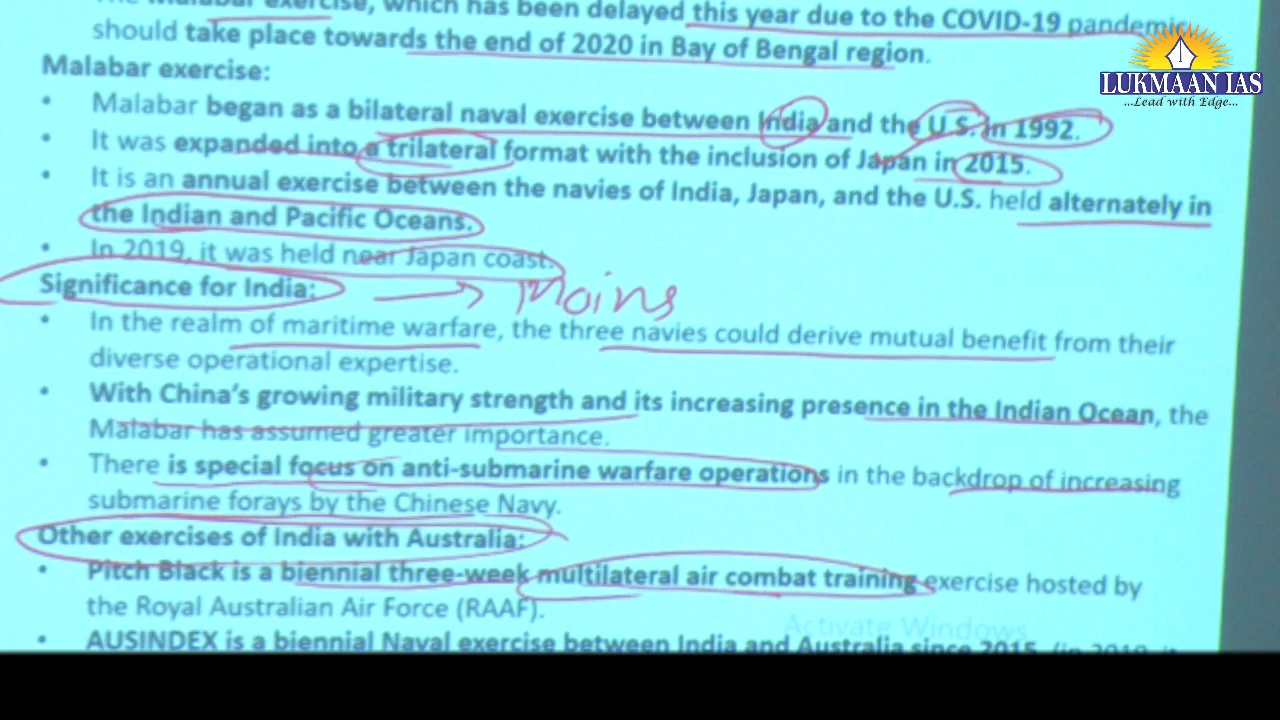 The Malabar exercise, which has been delayed this year due to the COVID-19 pandemic
should take place towards the end of 2020 in Bay of Bengal region.
LUKMAAN IAS
...Lead with Edge...
Malabar exercise:
• Malabar began as a bilateral naval exercise between India and the U.S. in 1992.
• It was expanded into a trilateral format with the inclusion of Japan in 2015.
• It is an annual exercise between the navies of India, Japan, and the U.S. held alternately in
the Indian and Pacific Oceans.
• In 2019, it was held near Japan coast.
Significance for India: → Mains
• In the realm of maritime warfare, the three navies could derive mutual benefit from their
diverse operational expertise.
• With China's growing military strength and its increasing presence in the Indian Ocean, the
Malabar has assumed greater importance.
• There is special focus on anti-submarine warfare operations in the backdrop of increasing
submarine forays by the Chinese Navy.
Other exercises of India with Australia:
• Pitch Black is a biennial three-week multilateral air combat training exercise hosted by
the Royal Australian Air Force (RAAF).
Activate Windows
• AUSINDEX is a biennial Naval exercise between India and Australia since 2015, (in 2019, it